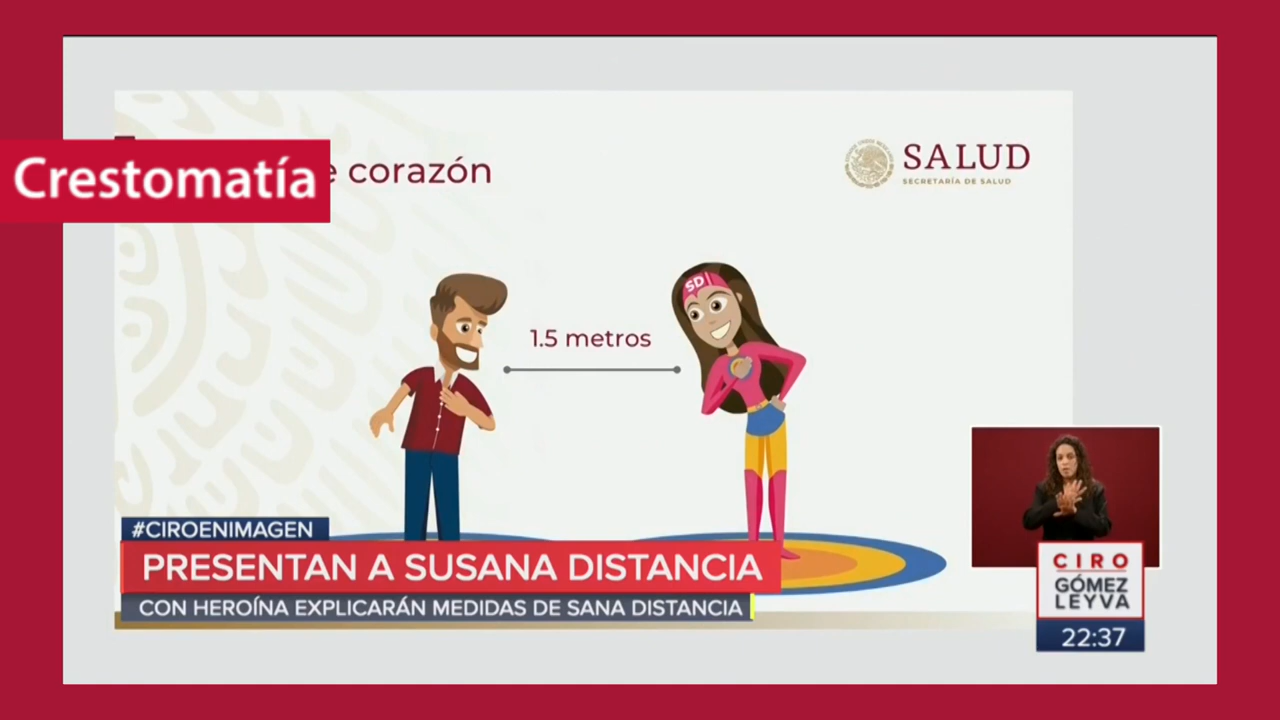 Crestomatía
e corazón
SALUD
SECRETARÍA DE SALUD
SD
1.5 metros
#CIROENIMAGEN
PRESENTAN A SUSANA DISTANCIA
CON HEROÍNA EXPLICARÁN MEDIDAS DE SANA DISTANCIA
CIRO
GÓMEZ
LEYVA
22:37